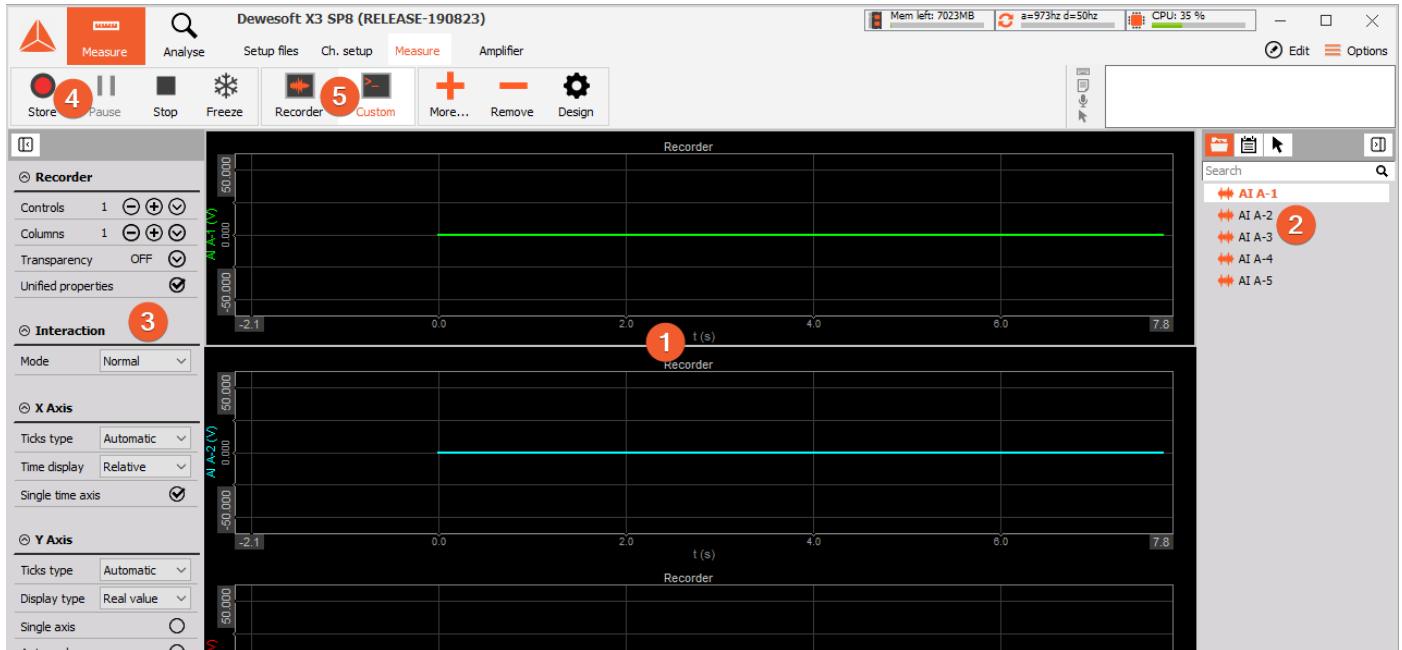 Dewesoft X3 SP8 (RELEASE-190823)
Mem left: 7023MB
a=973hz d=50hz
CPU: 35 %
Measure
Analyse
Setup files
Ch. setup
Measure
Amplifier
Edit
Options
Store
4
Pause
Stop
Freeze
Recorder
5
Custom
More...
Remove
Design
Recorder
Controls
1
Columns
1
Transparency
OFF
Unified properties
Interaction
3
Mode
Normal
X Axis
Ticks type
Automatic
Time display
Relative
Single time axis
Y Axis
Ticks type
Automatic
Display type
Real value
Single axis
Recorder
50.000
AI A-1 (V)
0.000
-50.000
-2.1
0.0
2.0
4.0
6.0
7.8
t (s)
1
Recorder
50.000
AI A-2 (V)
0.000
-50.000
-2.1
0.0
2.0
4.0
6.0
7.8
t (s)
Recorder
50.000
Search
AI A-1
AI A-2
2
AI A-3
AI A-4
AI A-5